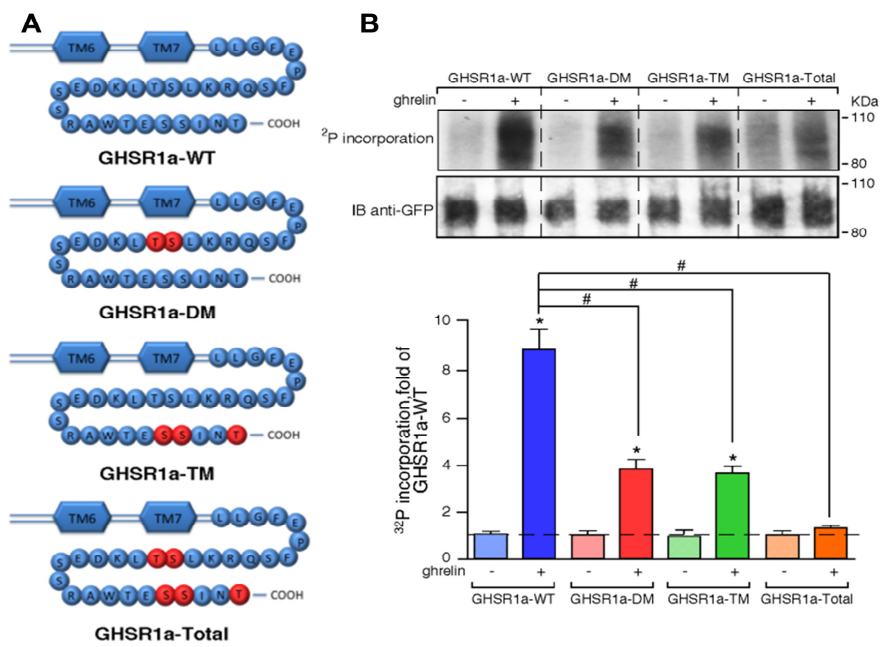 A
TM6 TM7 L L G F E
P
S E D K L T S L K R Q S F
S
R A W T E S S I N T COOH
GHSR1a-WT
TM6 TM7 L L G F E
P
S E D K L T S L K R Q S F
S
R A W T E S S I N T COOH
GHSR1a-DM
TM6 TM7 L L G F E
P
S E D K L T S L K R Q S F
S
R A W T E S S I N T COOH
GHSR1a-TM
TM6 TM7 L L G F E
P
S E D K L T S L K R Q S F
S
R A W T E S S I N T COOH
GHSR1a-Total
B
GHSR1a-WT GHSR1a-DM GHSR1a-TM GHSR1a-Total
ghrelin - + - + - + - + KDa
110
²P incorporation
80
110
IB anti-GFP
80
#
#
#
32P incorporation,fold of
GHSR1a-WT
10
8
6
4
2
0
*
*
*
ghrelin - + - + - + - +
GHSR1a-WT GHSR1a-DM GHSR1a-TM GHSR1a-Total